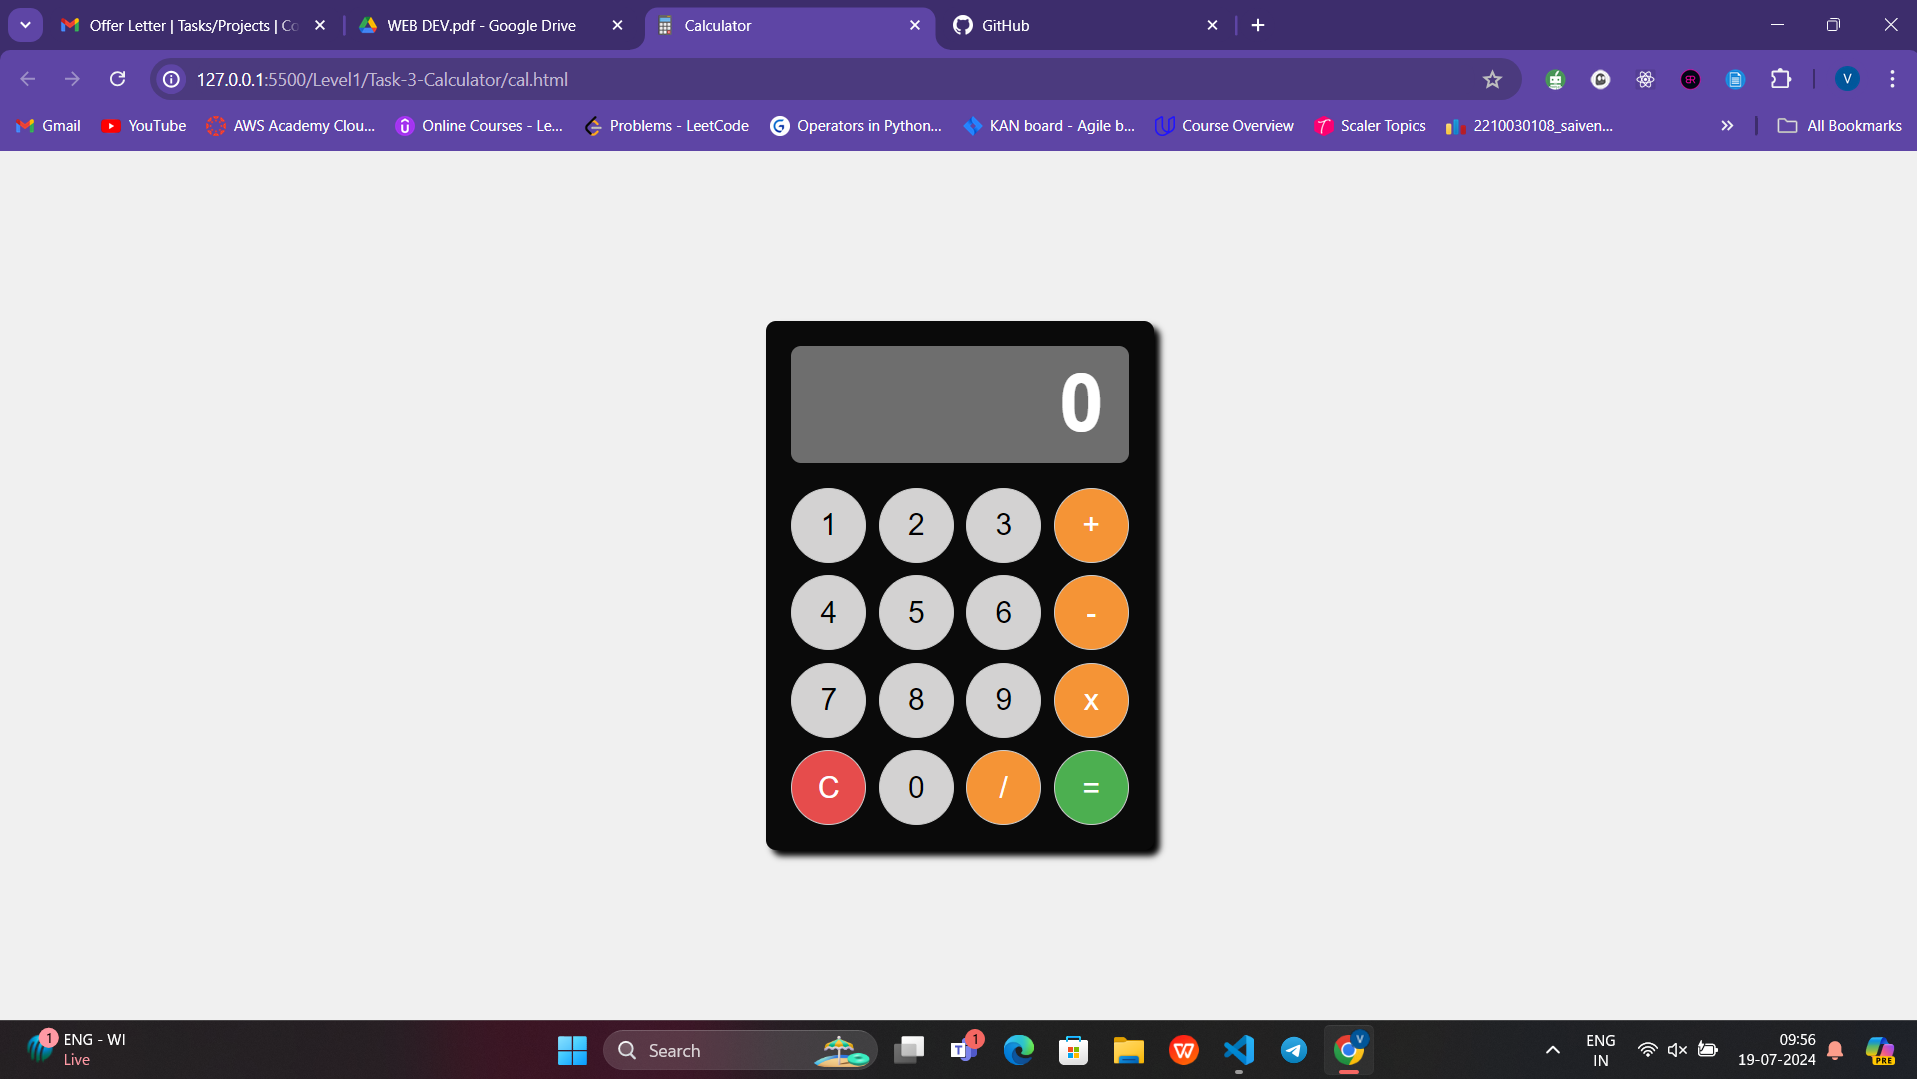 Offer Letter | Tasks/Projects | Co
WEB DEV.pdf - Google Drive
Calculator
GitHub
127.0.0.1:5500/Level1/Task-3-Calculator/cal.html
V
Gmail
YouTube
AWS Academy Clou...
Online Courses - Le...
Problems - LeetCode
Operators in Python...
KAN board - Agile b...
Course Overview
Scaler Topics
2210030108_saiven...
All Bookmarks
0
1 2 3 +
4 5 6 -
7 8 9 x
C 0 / =
1
ENG - WI
Live
Search
1
V
ENG
IN
09:56
19-07-2024
PRE